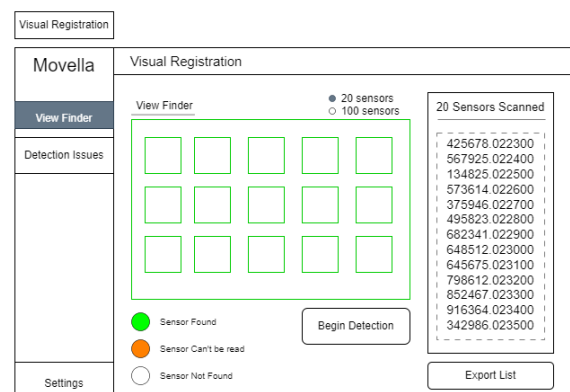 Visual Registration
Movella
Visual Registration
View Finder
Detection Issues
Settings
View Finder
20 sensors
100 sensors
Sensor Found
Sensor Can't be read
Sensor Not Found
Begin Detection
20 Sensors Scanned
425678.022300
567925.022400
134825.022500
573614.022600
375946.022700
495823.022800
682341.022900
648512.023000
645675.023100
798612.023200
852467.023300
916364.023400
342986.023500
Export List